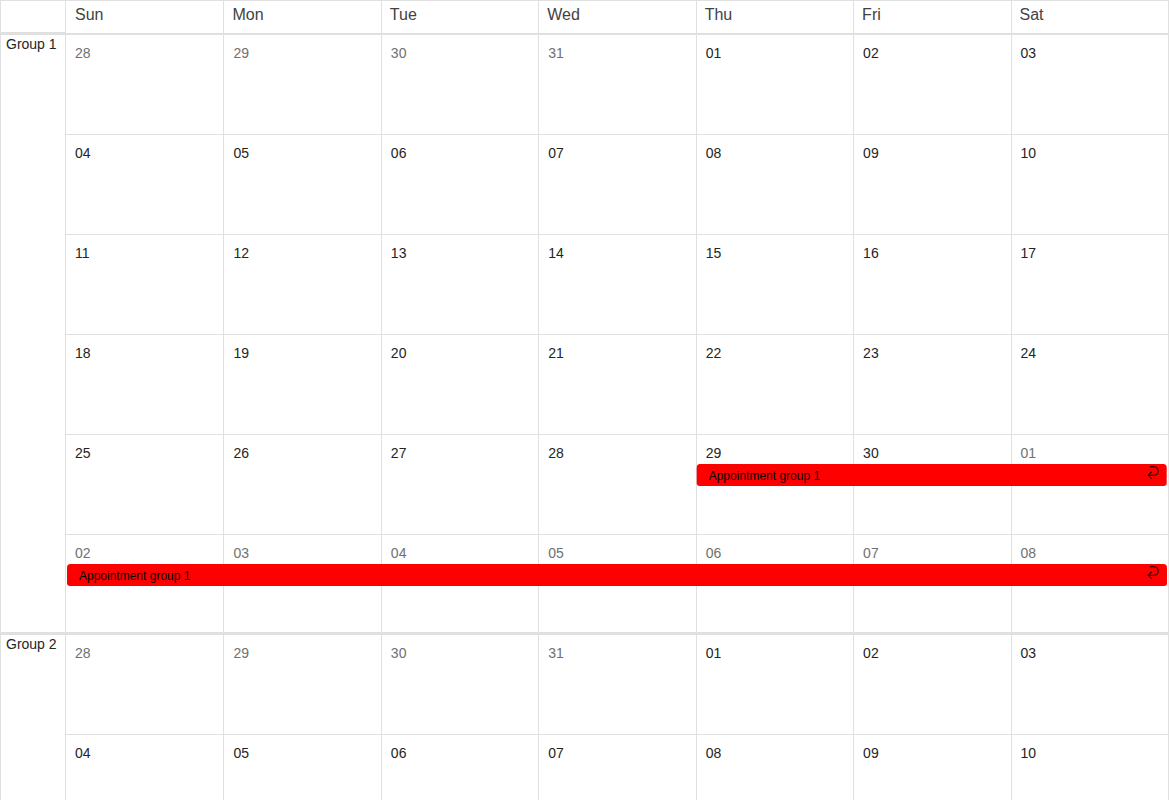 Sun Mon Tue Wed Thu Fri Sat
Group 1
28 29 30 31 01 02 03
04 05 06 07 08 09 10
11 12 13 14 15 16 17
18 19 20 21 22 23 24
25 26 27 28 29 30 01
Appointment group 1
02 03 04 05 06 07 08
Appointment group 1
Group 2
28 29 30 31 01 02 03
04 05 06 07 08 09 10